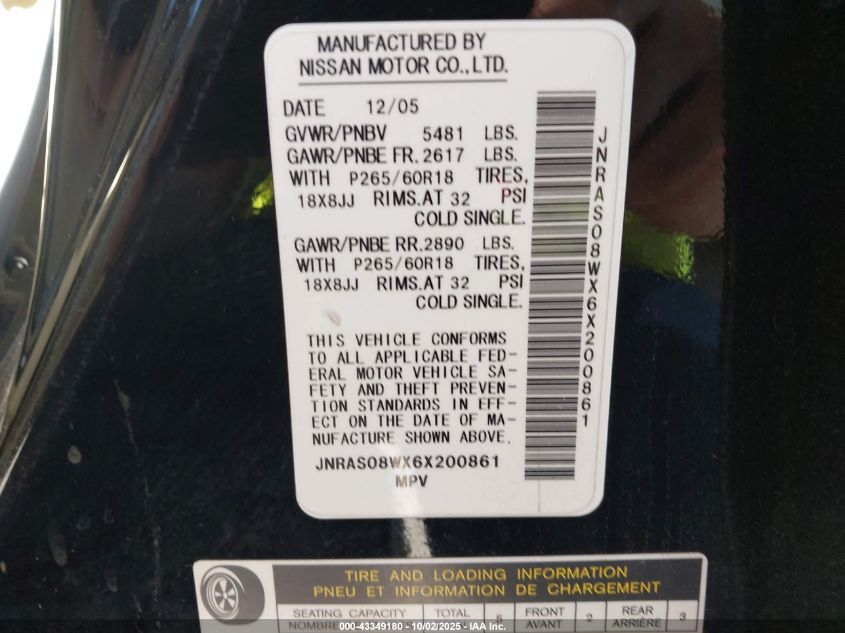 MANUFACTURED BY
NISSAN MOTOR CO., LTD.
DATE 12/05
GVWR/PNBV 5481 LBS.
GAWR/PNBE FR. 2617 LBS.
WITH P265/60R18 TIRES,
18X8JJ RIMS. AT 32 PSI
COLD SINGLE.
GAWR/PNBE RR. 2890 LBS.
WITH P265/60R18 TIRES,
18X8JJ RIMS. AT 32 PSI
COLD SINGLE.
THIS VEHICLE CONFORMS
TO ALL APPLICABLE FED-
ERAL MOTOR VEHICLE SA-
FETY AND THEFT PREVEN-
TION STANDARDS IN EFF-
ECT ON THE DATE OF MA-
NUFACTURE SHOWN ABOVE.
JNRAS08WX6X200861
MPV
JNRAS08WX6X200861
TIRE AND LOADING INFORMATION
PNEU ET INFORMATION DE CHARGEMENT
SEATING CAPACITY TOTAL 5 FRONT 2 REAR 3
AVANT ARRIÈRE
000-43349180 - 10/02/2025 - IAA, Inc.